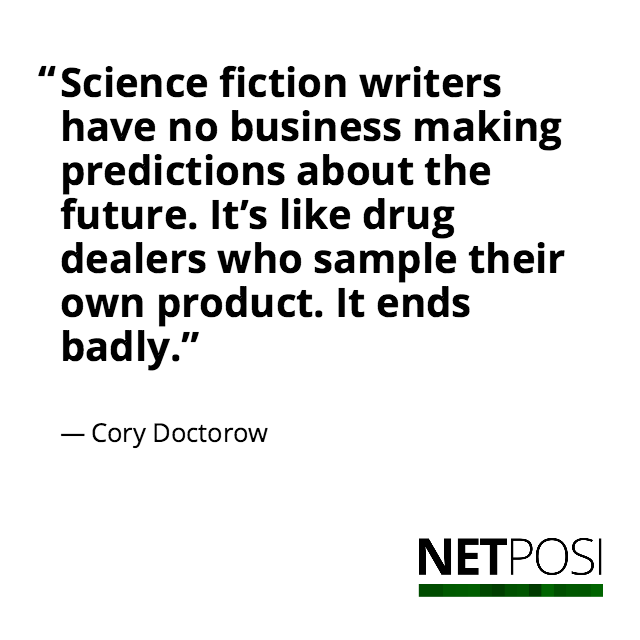 “Science fiction writers
have no business making
predictions about the
future. It’s like drug
dealers who sample their
own product. It ends
badly.”
— Cory Doctorow
NETPOSI